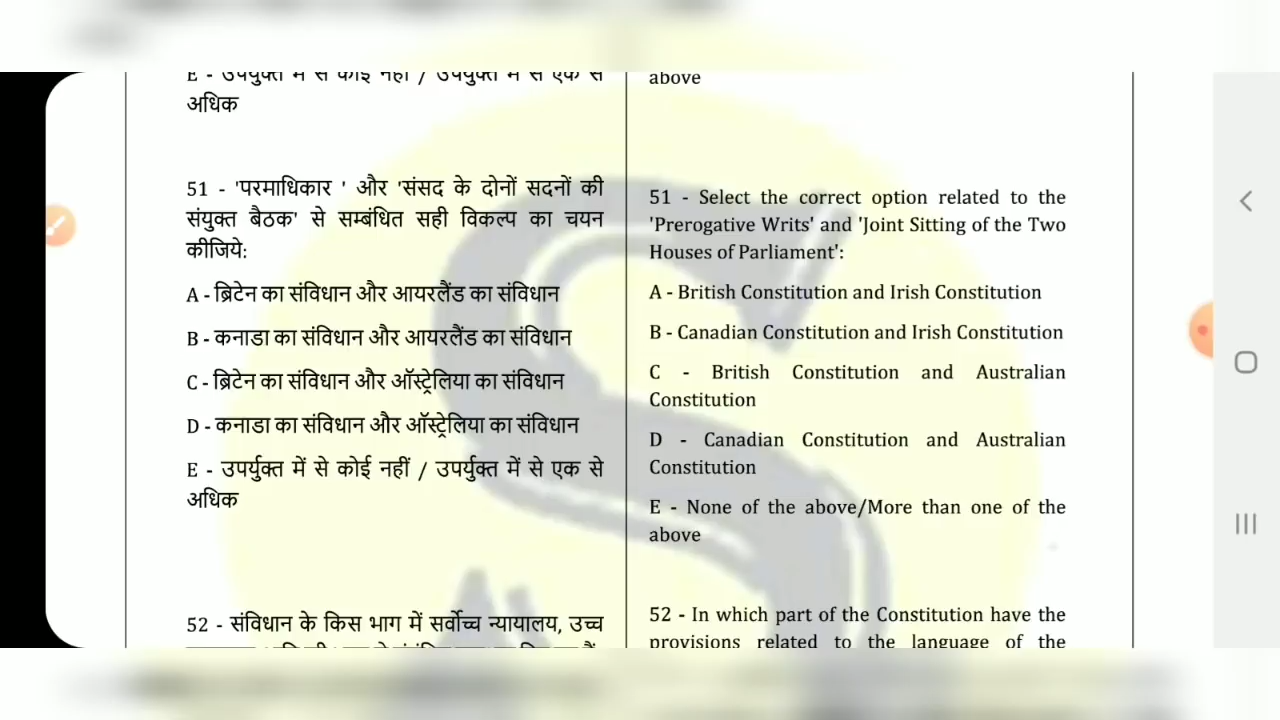 E - उपर्युक्त में से कोई नहीं / उपर्युक्त में से एक से
अधिक
51 - 'परमाधिकार ' और 'संसद के दोनों सदनों की
संयुक्त बैठक' से सम्बंधित सही विकल्प का चयन
कीजिये:
A - ब्रिटेन का संविधान और आयरलैंड का संविधान
B - कनाडा का संविधान और आयरलैंड का संविधान
C - ब्रिटेन का संविधान और ऑस्ट्रेलिया का संविधान
D - कनाडा का संविधान और ऑस्ट्रेलिया का संविधान
E - उपर्युक्त में से कोई नहीं / उपर्युक्त में से एक से
अधिक
52 - संविधान के किस भाग में सर्वोच्च न्यायालय, उच्च
above
51 - Select the correct option related to the
'Prerogative Writs' and 'Joint Sitting of the Two
Houses of Parliament':
A - British Constitution and Irish Constitution
B - Canadian Constitution and Irish Constitution
C - British Constitution and Australian
Constitution
D - Canadian Constitution and Australian
Constitution
E - None of the above/More than one of the
above
52 - In which part of the Constitution have the
provisions related to the language of the